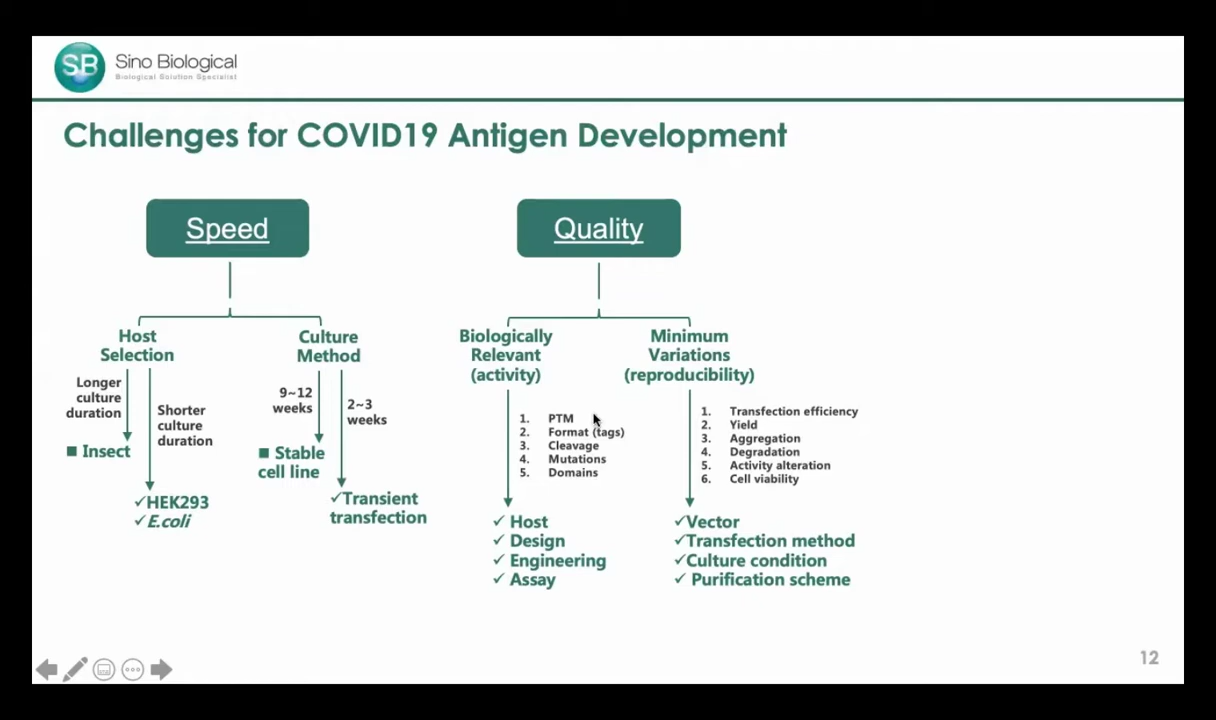 SB
Sino Biological
Biological Solution Specialist
Challenges for COVID19 Antigen Development
Speed
Host
Selection
Longer
culture
duration
Shorter
culture
duration
■ Insect
✓HEK293
✓E.coli
Culture
Method
9~12
weeks
2~3
weeks
■ Stable
cell line
✓Transient
transfection
Quality
Biologically
Relevant
(activity)
1. PTM
2. Format (tags)
3. Cleavage
4. Mutations
5. Domains
✓ Host
✓ Design
✓ Engineering
✓ Assay
Minimum
Variations
(reproducibility)
1. Transfection efficiency
2. Yield
3. Aggregation
4. Degradation
5. Activity alteration
6. Cell viability
✓Vector
✓Transfection method
✓Culture condition
✓ Purification scheme
12